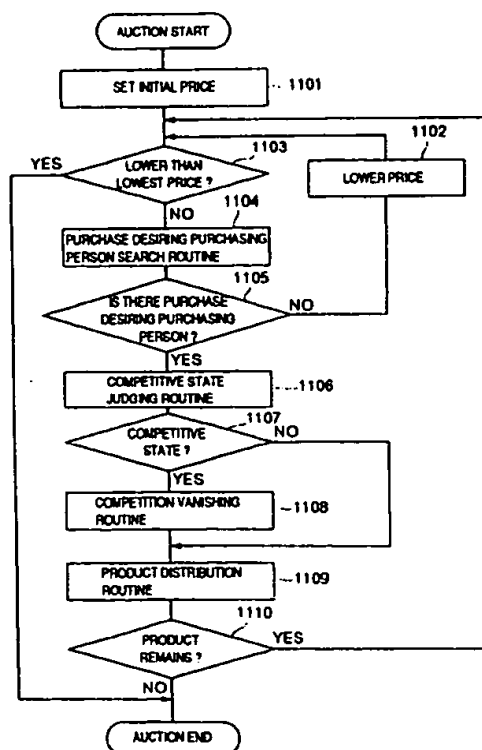 AUCTION START
SET INITIAL PRICE
1101
1102
YES
LOWER THAN
LOWEST PRICE ?
1103
LOWER PRICE
NO
1104
PURCHASE DESIRING PURCHASING
PERSON SEARCH ROUTINE
1105
IS THERE PURCHASE
DESIRING PURCHASING
PERSON ?
NO
YES
COMPETITIVE STATE
JUDGING ROUTINE
1106
1107
COMPETITIVE
STATE ?
NO
YES
COMPETITION VANISHING
ROUTINE
1108
PRODUCT DISTRIBUTION
ROUTINE
1109
1110
PRODUCT
REMAINS ?
YES
NO
AUCTION END